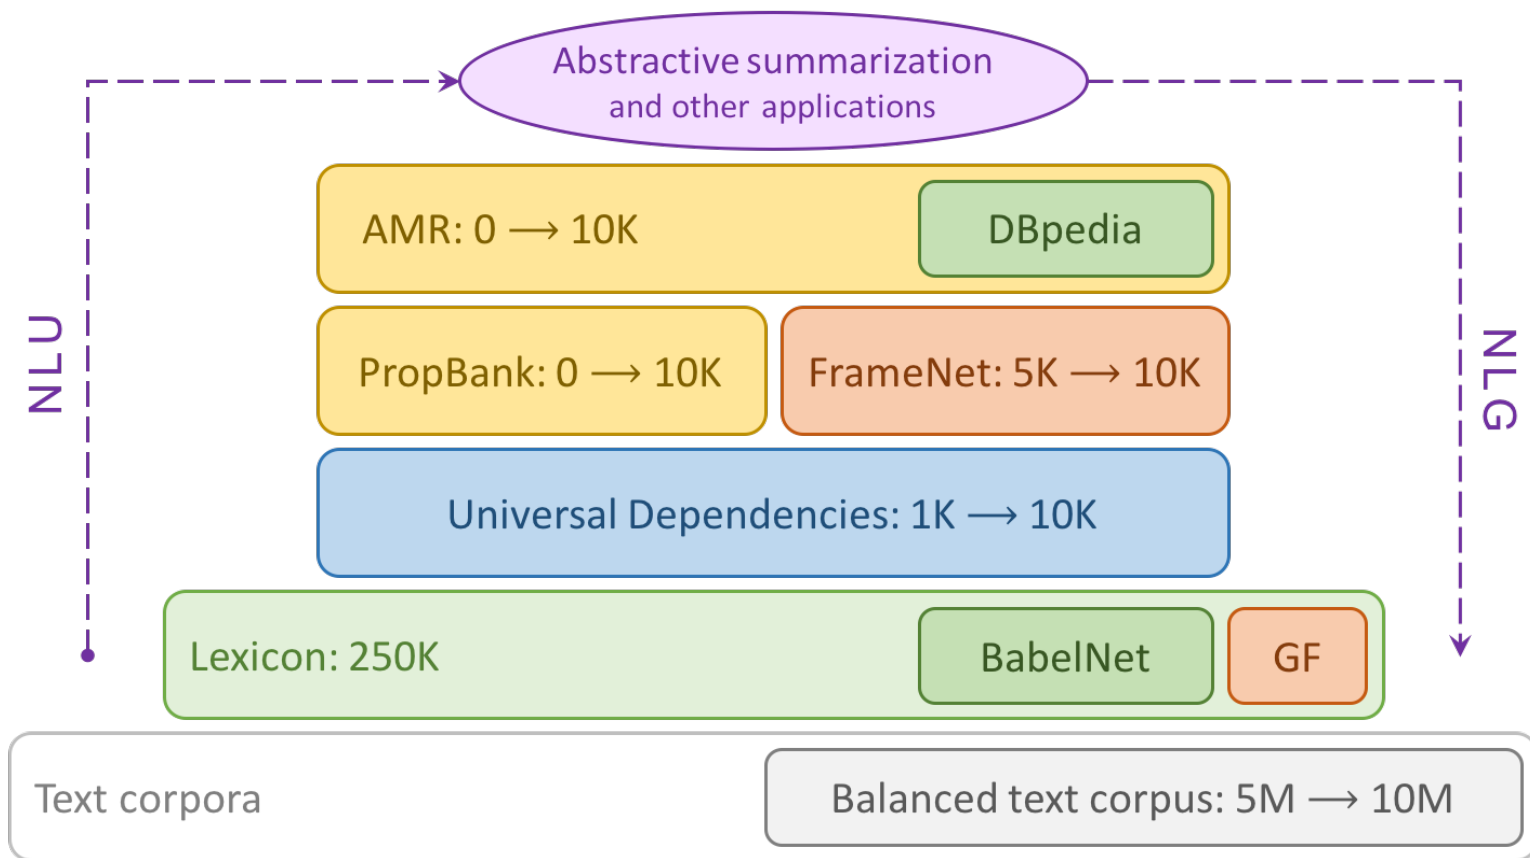 Abstractive summarization
and other applications
AMR: 0 ⟶ 10K
DBpedia
NLU
PropBank: 0 ⟶ 10K
FrameNet: 5K ⟶ 10K
NLG
Universal Dependencies: 1K ⟶ 10K
Lexicon: 250K
BabelNet
GF
Text corpora
Balanced text corpus: 5M ⟶ 10M